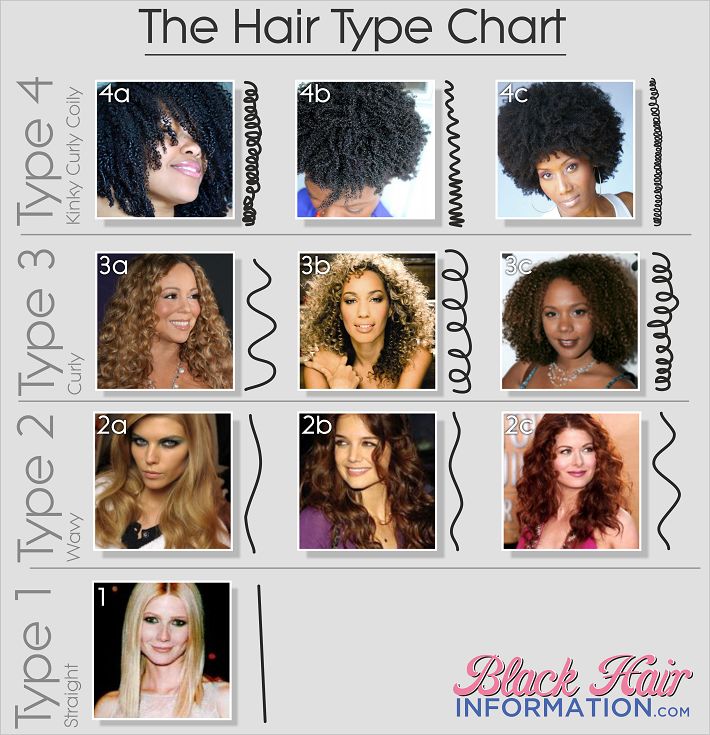 The Hair Type Chart
Type 4
Kinky Curly Coily
4a
4b
4c
Type 3
Curly
3a
3b
3c
Type 2
Wavy
2a
2b
2c
Type 1
Straight
1
Black Hair
INFORMATION.COM